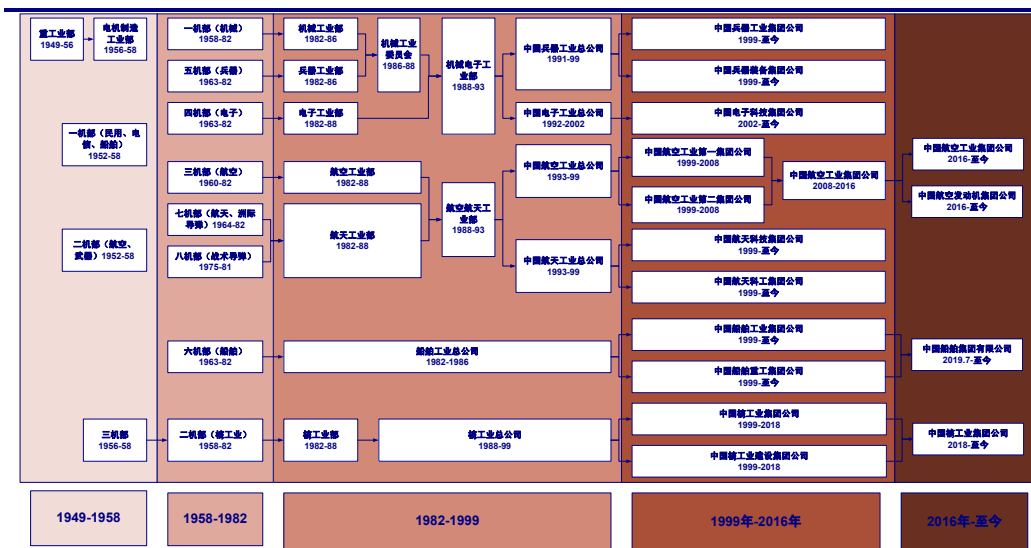 重工业部
1949-56
电机制造
工业部
1956-58
一机部（民用、电
信、船舶）
1952-58
二机部（航空、
武器）1952-58
三机部
1956-58
一机部（机械）
1958-82
五机部（兵器）
1963-82
四机部（电子）
1963-82
三机部（航空）
1960-82
七机部（航天、洲际
导弹）1964-82
八机部（战术导弹）
1975-81
六机部（船舶）
1963-82
二机部（核工业）
1958-82
机械工业部
1982-86
兵器工业部
1982-86
电子工业部
1982-88
机械工业
委员会
1986-88
机械电子工
业部
1988-93
航空工业部
1982-88
航天工业部
1982-88
航空航天工
业部
1988-93
船舶工业总公司
1982-1986
核工业部
1982-88
核工业总公司
1988-99
中国兵器工业总公司
1991-99
中国电子工业总公司
1992-2002
中国航空工业总公司
1993-99
中国航天工业总公司
1993-99
中国兵器工业集团公司
1999-至今
中国兵器装备集团公司
1999-至今
中国电子科技集团公司
2002-至今
中国航空工业第一集团公司
1999-2008
中国航空工业第二集团公司
1999-2008
中国航空工业集团公司
2008-2016
中国航天科技集团公司
1999-至今
中国航天科工集团公司
1999-至今
中国船舶工业集团公司
1999-至今
中国船舶重工集团公司
1999-至今
中国核工业集团公司
1999-2018
中国核工业建设集团公司
1999-2018
中国航空工业集团公司
2016-至今
中国航空发动机集团公司
2016-至今
中国船舶集团有限公司
2019.7-至今
中国核工业集团公司
2018-至今
1949-1958
1958-1982
1982-1999
1999年-2016年
2016年-至今